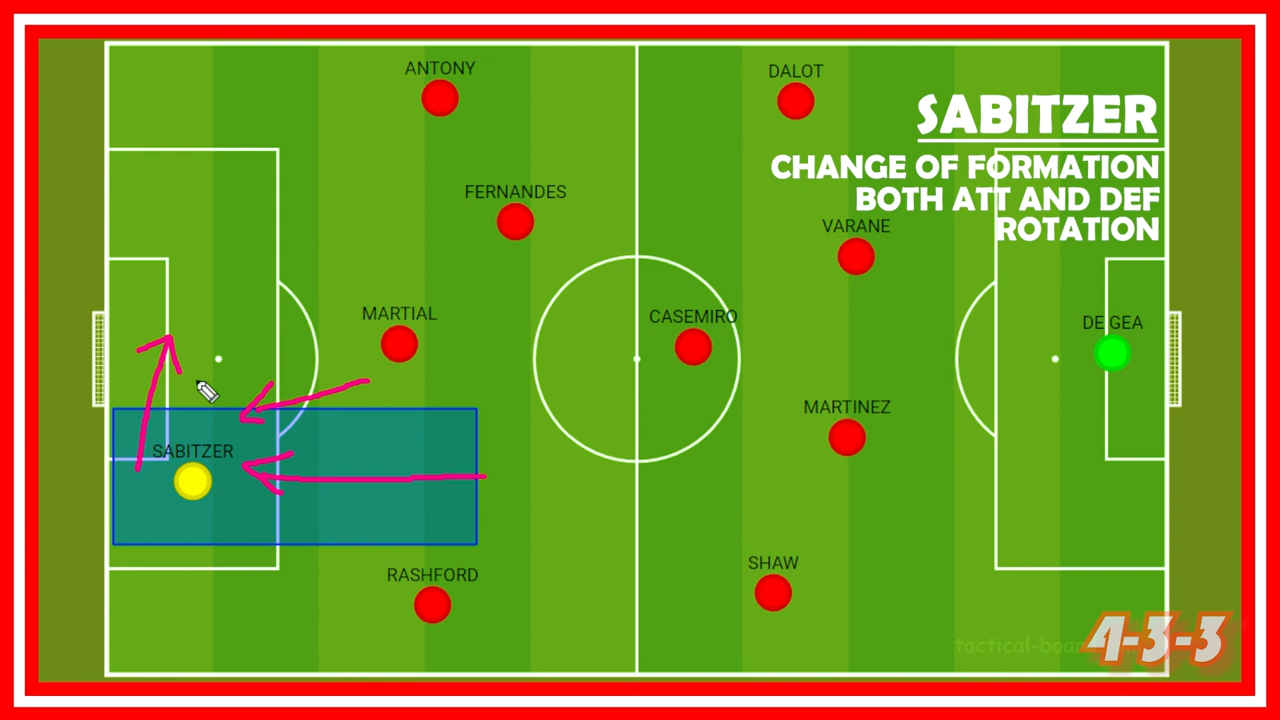 ANTONY
DALOT
SABITZER
CHANGE OF FORMATION
BOTH ATT AND DEF
ROTATION
FERNANDES
VARANE
MARTIAL
CASEMIRO
DE GEA
MARTINEZ
SABITZER
RASHFORD
SHAW
4-3-3